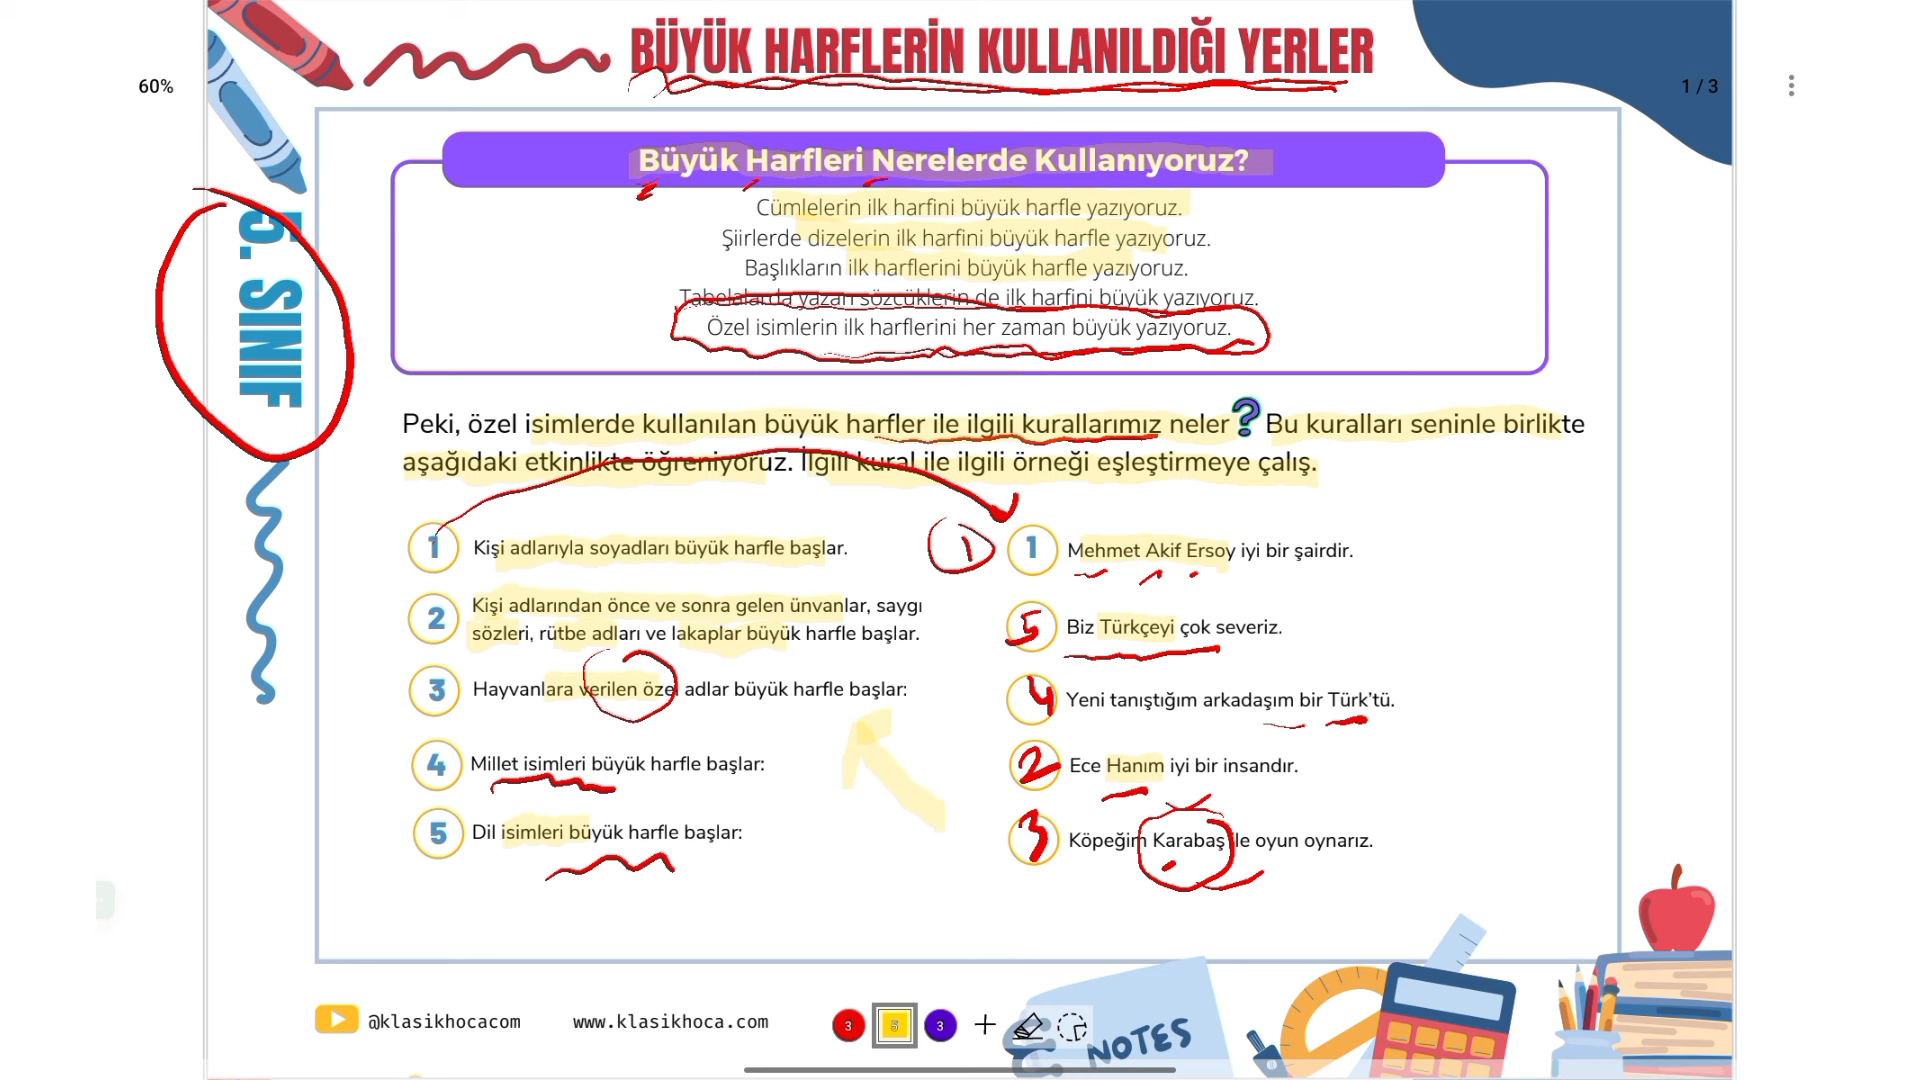 BÜYÜK HARFLERİN KULLANILDIĞI YERLER
60%
1 / 3
Büyük Harfleri Nerelerde Kullanıyoruz?
Cümlelerin ilk harfini büyük harfle yazıyoruz.
Şiirlerde dizelerin ilk harfini büyük harfle yazıyoruz.
Başlıkların ilk harflerini büyük harfle yazıyoruz.
Tabelalarda yazan sözcüklerin de ilk harfini büyük yazıyoruz.
Özel isimlerin ilk harflerini her zaman büyük yazıyoruz.
5. SINIF
Peki, özel isimlerde kullanılan büyük harfler ile ilgili kurallarımız neler ? Bu kuralları seninle birlikte
aşağıdaki etkinlikte öğreniyoruz. İlgili kural ile ilgili örneği eşleştirmeye çalış.
1 Kişi adlarıyla soyadları büyük harfle başlar.
2 Kişi adlarından önce ve sonra gelen ünvanlar, saygı
sözleri, rütbe adları ve lakaplar büyük harfle başlar.
3 Hayvanlara verilen özel adlar büyük harfle başlar:
4 Millet isimleri büyük harfle başlar:
5 Dil isimleri büyük harfle başlar:
1 1 Mehmet Akif Ersoy iyi bir şairdir.
5 Biz Türkçeyi çok severiz.
4 Yeni tanıştığım arkadaşım bir Türk'tü.
2 Ece Hanım iyi bir insandır.
3 Köpeğim Karabaş ile oyun oynarız.
@klasikhocacom
www.klasikhoca.com
3 5 3
NOTES